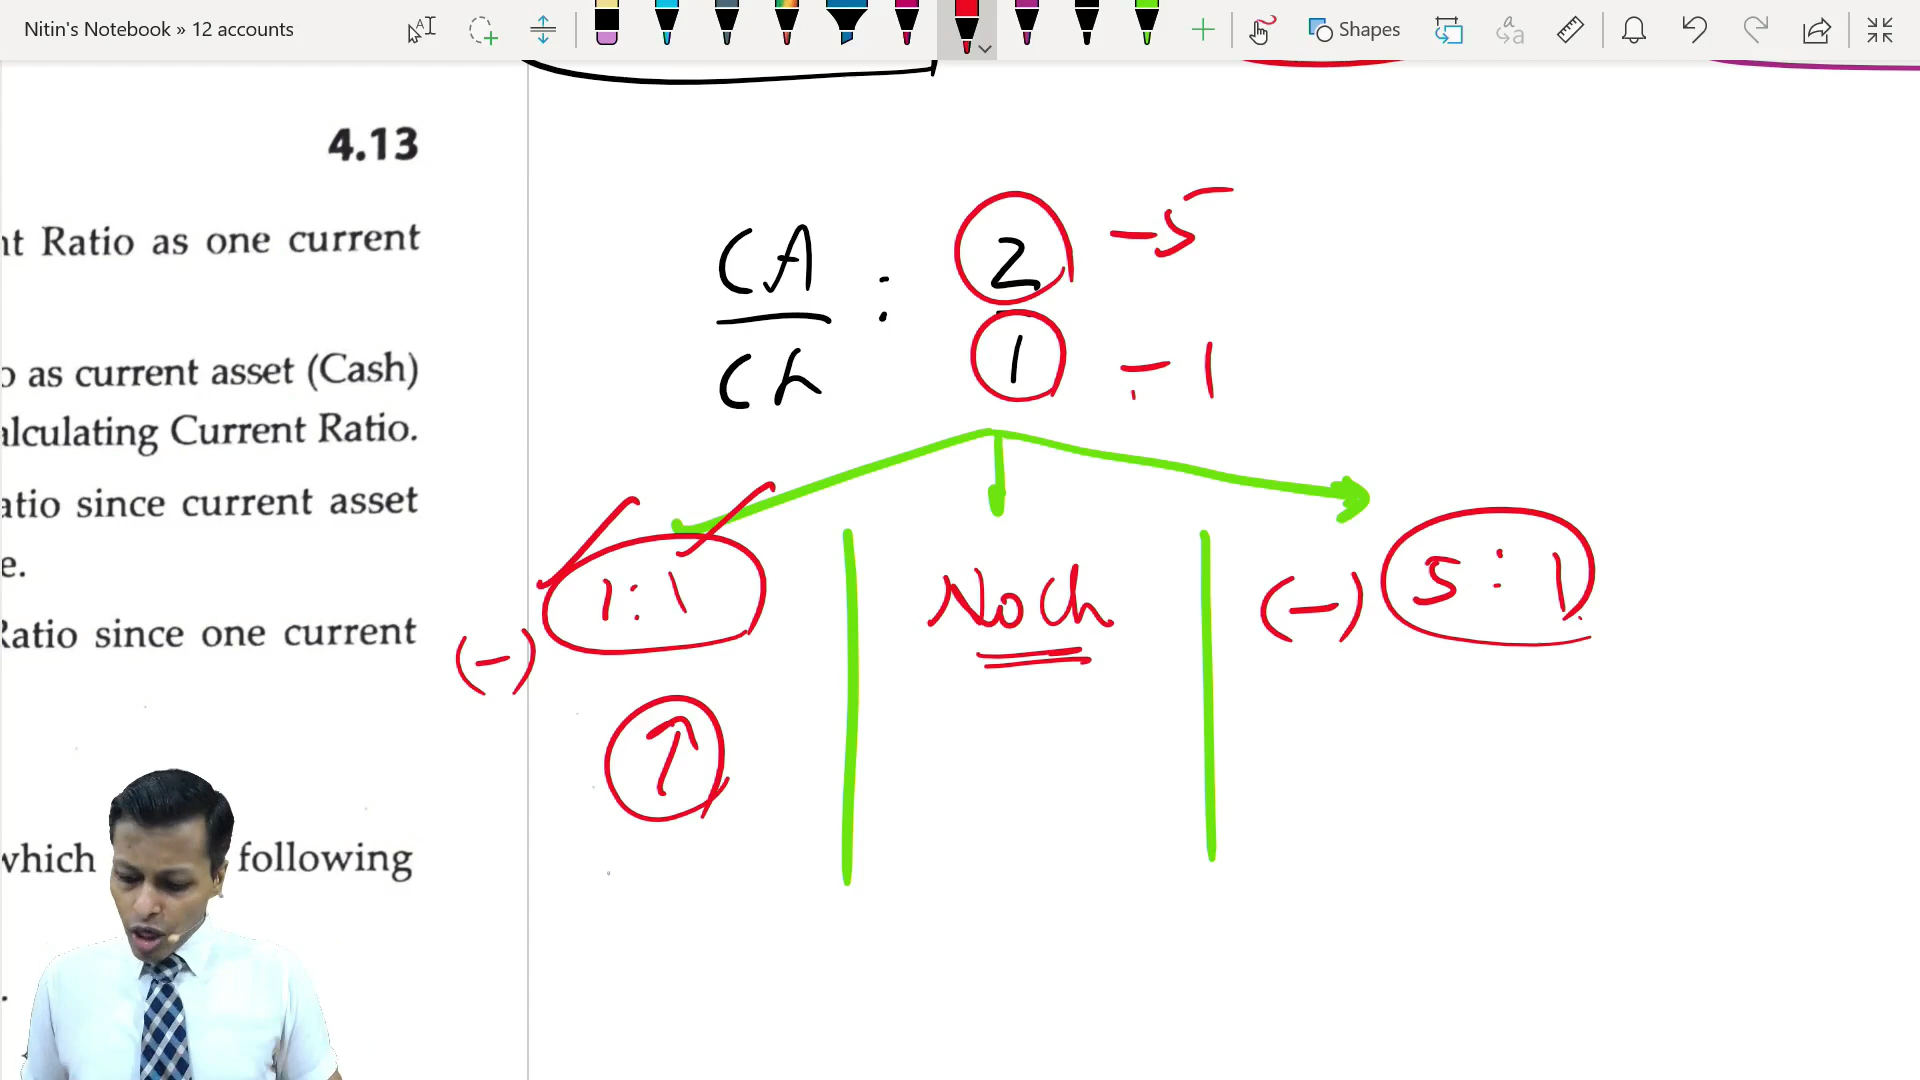 Nitin's Notebook » 12 accounts
Shapes
4.13
nt Ratio as one current
o as current asset (Cash)
alculating Current Ratio.
atio since current asset
e.
Ratio since one current
which following
CA : 2 - 5
CL 1 - 1
(-) 1:1
No Ch
(-) 5:1